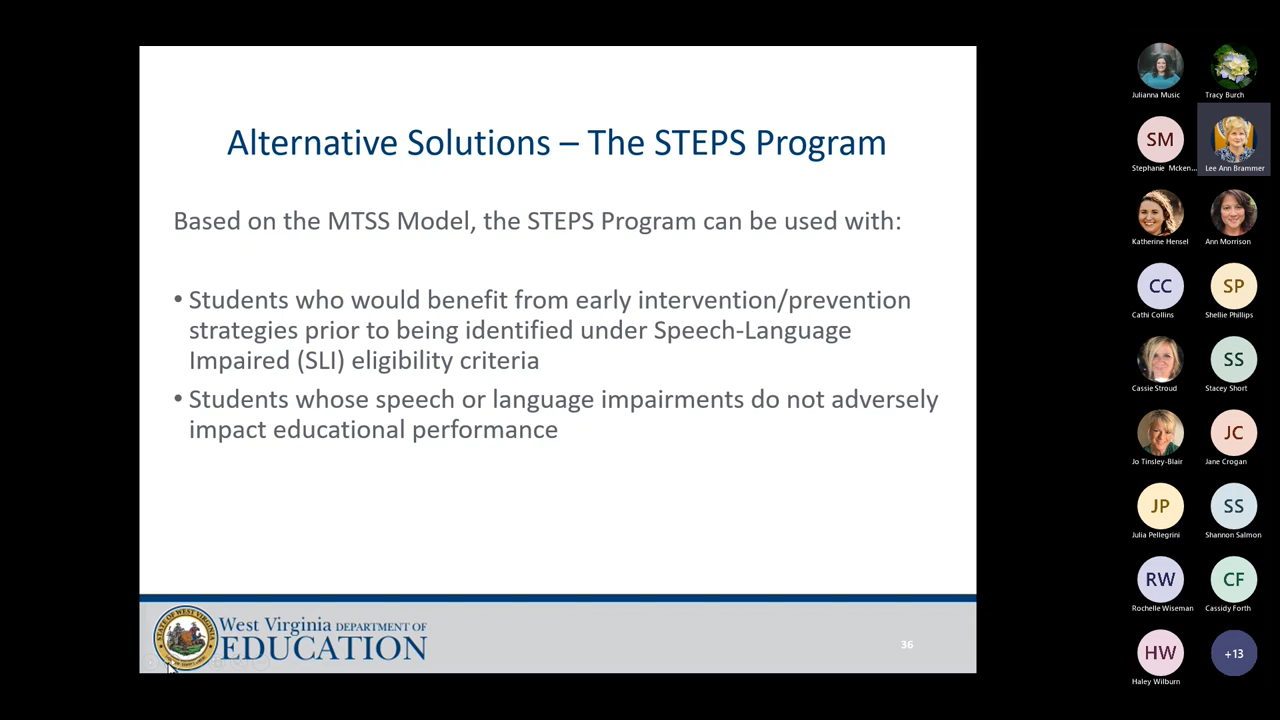 Alternative Solutions – The STEPS Program
Based on the MTSS Model, the STEPS Program can be used with:
• Students who would benefit from early intervention/prevention
strategies prior to being identified under Speech-Language
Impaired (SLI) eligibility criteria
• Students whose speech or language impairments do not adversely
impact educational performance
West Virginia DEPARTMENT OF
EDUCATION
36
Julianna Music
Tracy Burch
SM
Stephanie Mcken...
Lee Ann Brammer
Katherine Hensel
Ann Morrison
CC
Cathi Collins
SP
Shellie Phillips
Cassie Stroud
SS
Stacey Short
Jo Tinsley-Blair
JC
Jane Crogan
JP
Julia Pellegrini
SS
Shannon Salmon
RW
Rochelle Wiseman
CF
Cassidy Forth
HW
Haley Wilburn
+13